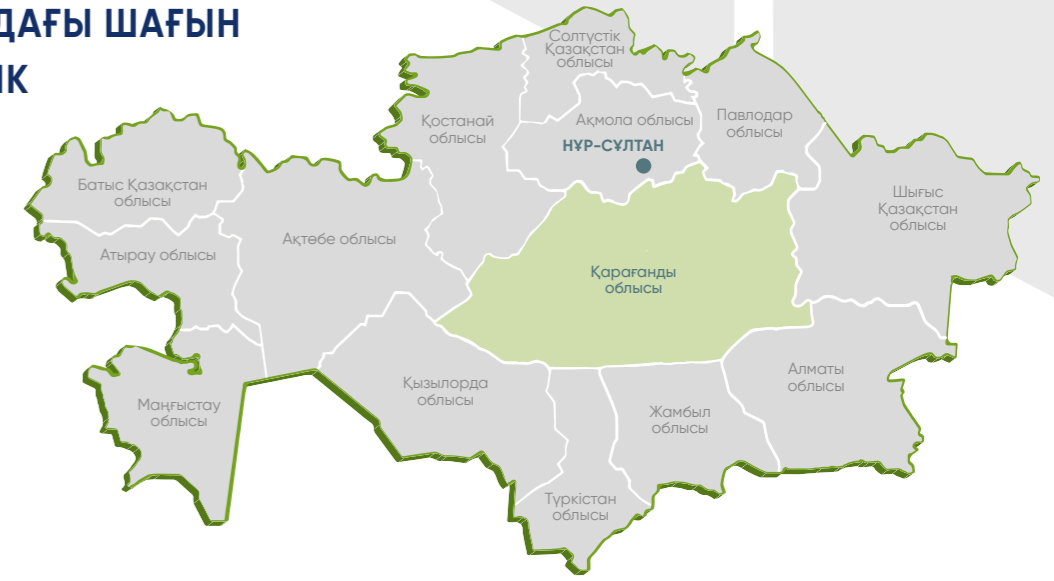 ДАҒЫ ШАҒЫН
ІК
Солтүстік
Қазақстан
облысы
Қостанай
облысы
Ақмола облысы
НҰР-СҰЛТАН
Павлодар
облысы
Батыс Қазақстан
облысы
Шығыс
Қазақстан
облысы
Атырау облысы
Ақтөбе облысы
Қарағанды
облысы
Қызылорда
облысы
Алматы
облысы
Маңғыстау
облысы
Жамбыл
облысы
Түркістан
облысы